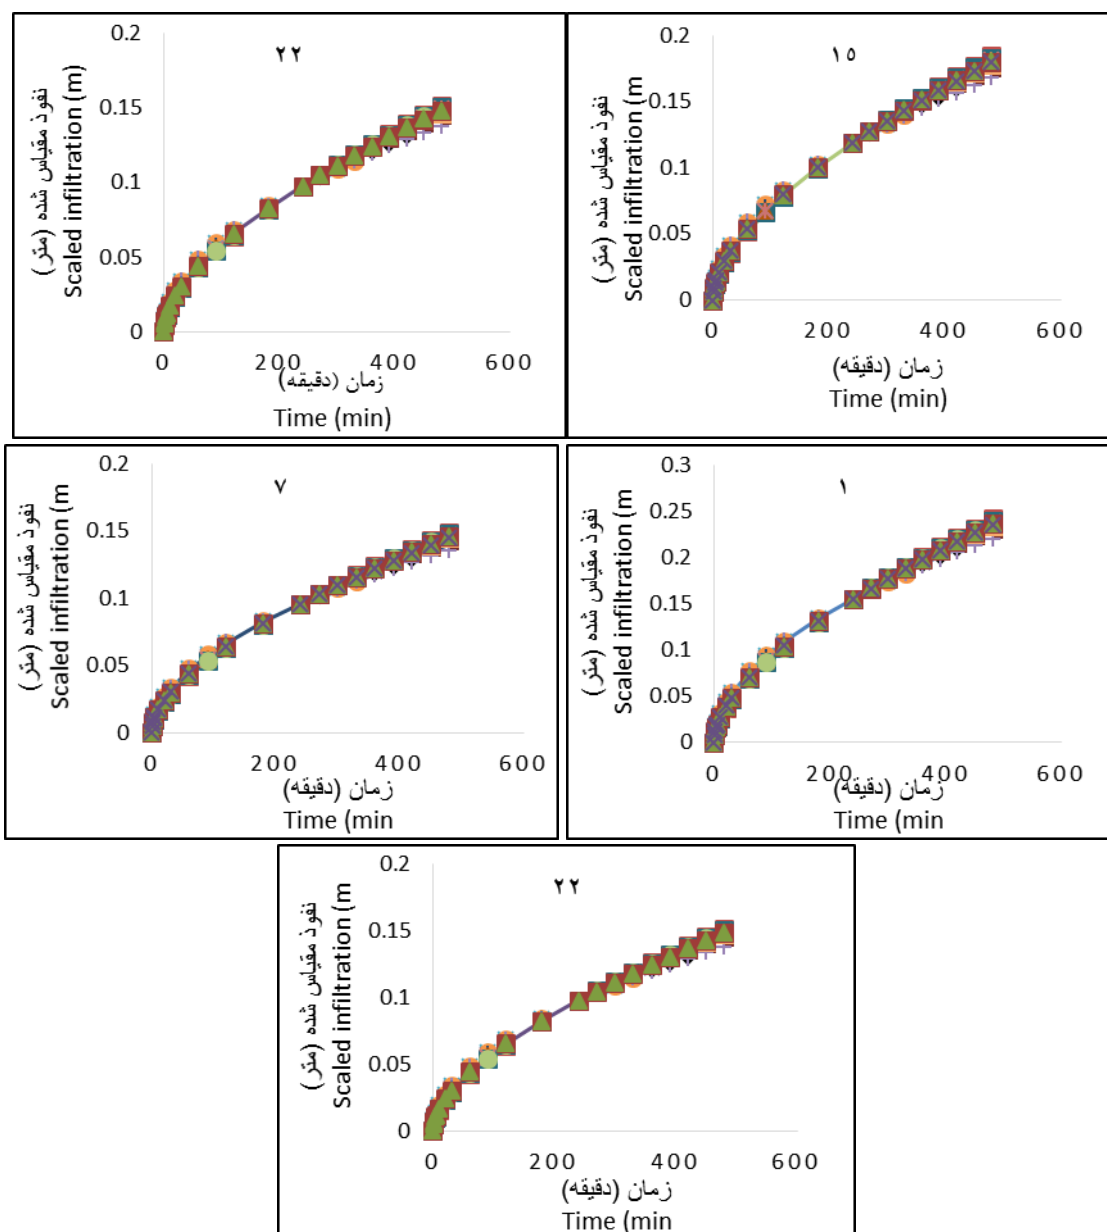 ۲۲
نفوذ مقیاس شده (متر)
Scaled infiltration (m)
0.2
0.15
0.1
0.05
0
0 200 400 600
زمان (دقیقه)
Time (min)
۱۵
نفوذ مقیاس شده (متر)
Scaled infiltration (m
0.2
0.15
0.1
0.05
0
0 200 400 600
زمان (دقیقه)
Time (min)
۷
نفوذ مقیاس شده (متر)
Scaled infiltration (m
0.2
0.15
0.1
0.05
0
0 200 400 600
زمان (دقیقه)
Time (min
۱
نفوذ مقیاس شده (متر)
Scaled infiltration (m
0.3
0.25
0.2
0.15
0.1
0.05
0
0 200 400 600
زمان (دقیقه)
Time (min
۲۲
نفوذ مقیاس شده (متر)
Scaled infiltration (m
0.2
0.15
0.1
0.05
0
0 200 400 600
زمان (دقیقه)
Time (min